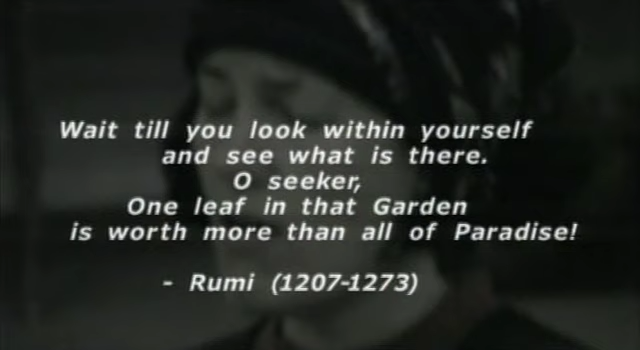 Wait till you look within yourself
and see what is there.
O seeker,
One leaf in that Garden
is worth more than all of Paradise!
- Rumi (1207-1273)